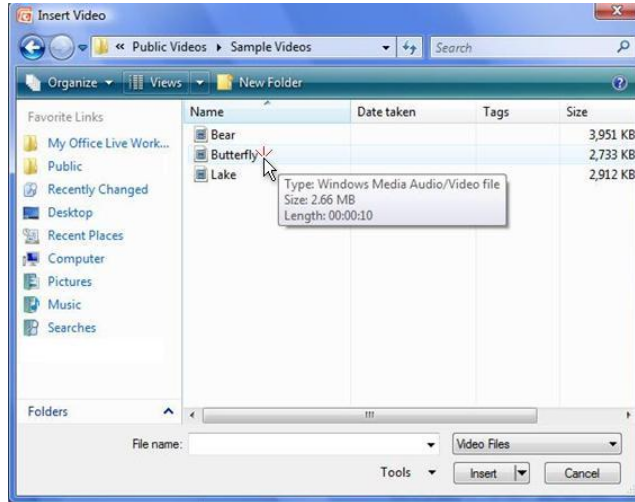 Insert Video
« Public Videos ▸ Sample Videos
Search
Organize Views New Folder
Favorite Links
My Office Live Work...
Public
Recently Changed
Desktop
Recent Places
Computer
Pictures
Music
Searches
Folders
Name Date taken Tags Size
Bear 3,951 KB
Butterfly 2,733 KB
Lake 2,912 KB
Type: Windows Media Audio/Video file
Size: 2.66 MB
Length: 00:00:10
File name: Video Files
Tools Insert Cancel